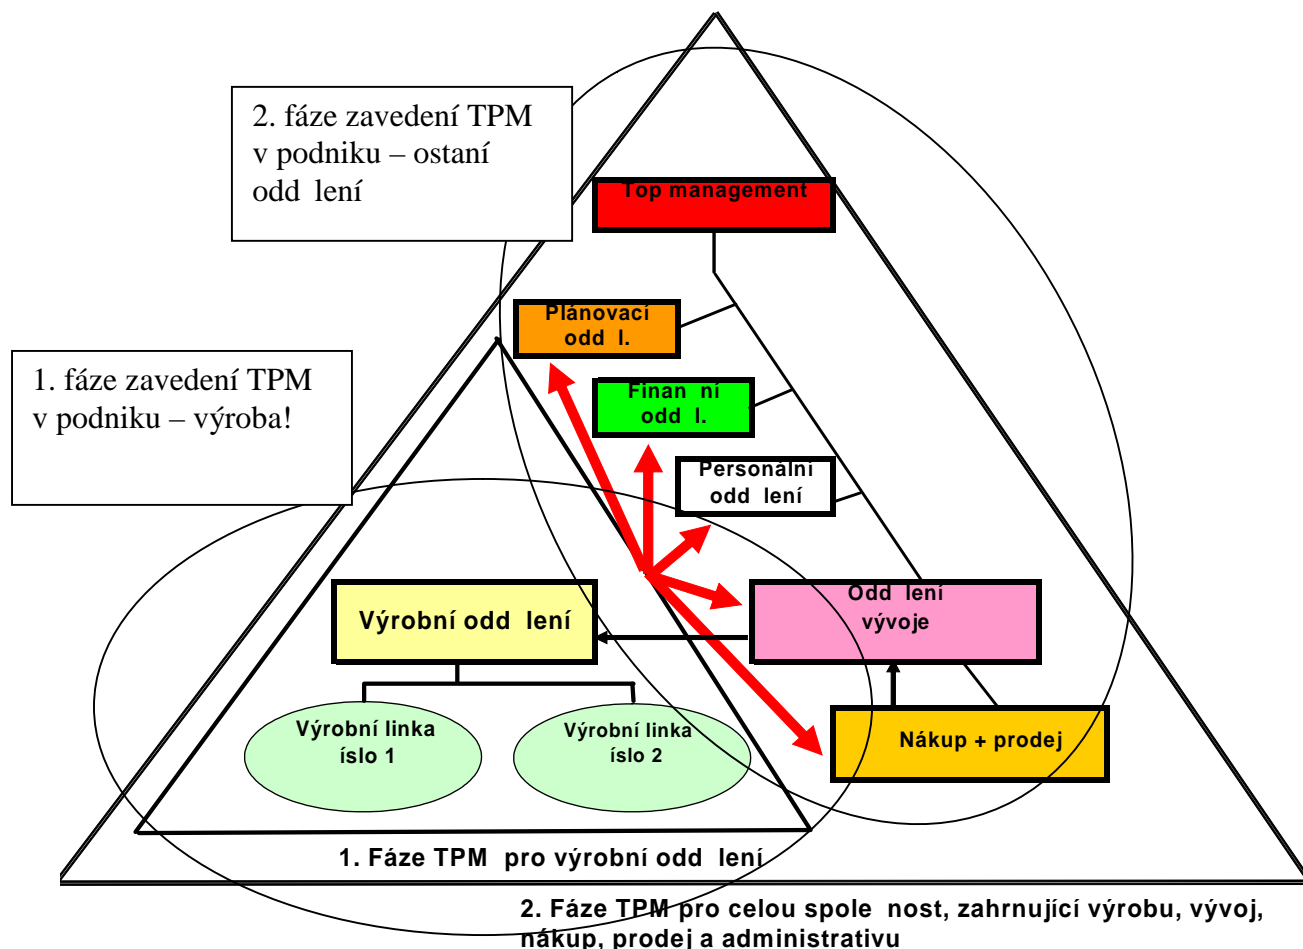 2. fáze zavedení TPM
v podniku – ostaní
odd lení
Top management
Plánovací
odd l.
1. fáze zavedení TPM
v podniku – výroba!
Finan ní
odd l.
Personální
odd lení
Výrobní odd lení
Odd lení
vývoje
Výrobní linka
íslo 1
Výrobní linka
íslo 2
Nákup + prodej
1. Fáze TPM pro výrobní odd lení
2. Fáze TPM pro celou spole nost, zahrnující výrobu, vývoj,
nákup, prodej a administrativu